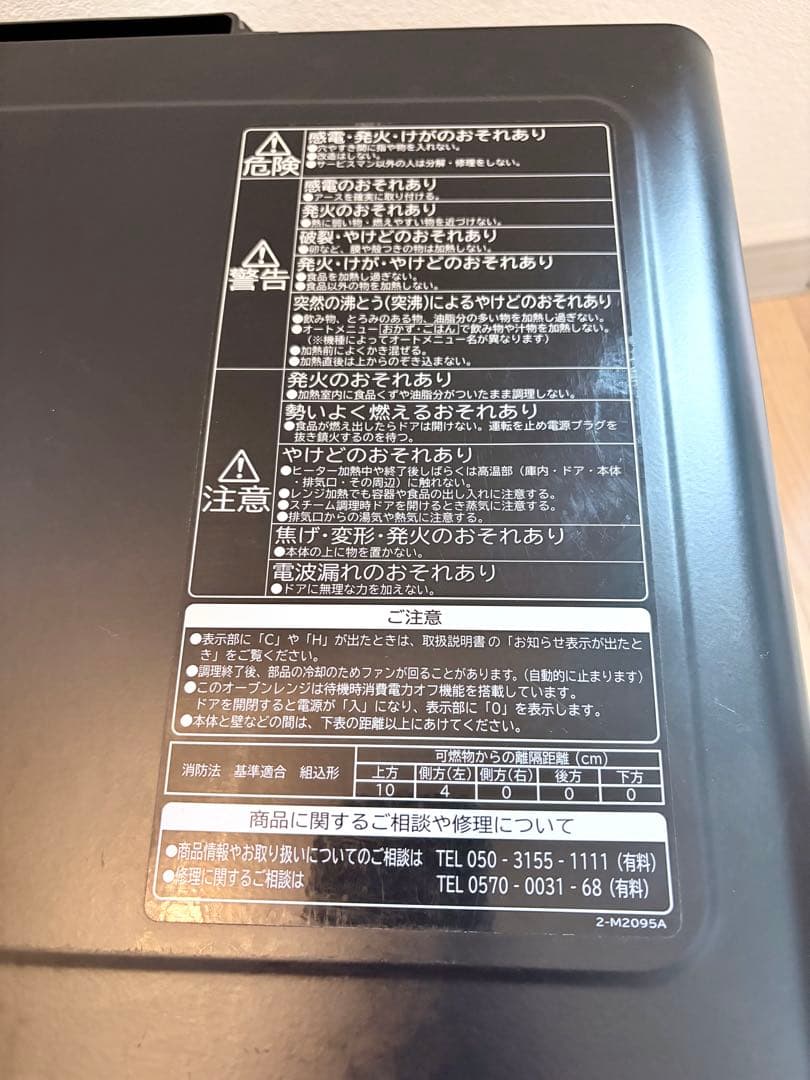 危険
感電・発火・けがのおそれあり
●穴やすき間に指や物を入れない。
●改造はしない。
●サービスマン以外の人は分解・修理をしない。
警告
感電のおそれあり
●アースを確実に取り付ける。
発火のおそれあり
●熱に弱い物・燃えやすい物を近づけない。
破裂・やけどのおそれあり
●卵など、膜や殻つきの物は加熱しない。
発火・けが・やけどのおそれあり
●食品を加熱し過ぎない。
●食品以外の物を加熱しない。
突然の沸とう(突沸)によるやけどのおそれあり
●飲み物、とろみのある物、油脂分の多い物を加熱し過ぎない。
●オートメニュー おかず・ごはん で飲み物や汁物を加熱しない。
(※機種によってオートメニュー名が異なります)
●加熱前によくかき混ぜる。
●加熱直後は上からのぞき込まない。
注意
発火のおそれあり
●加熱室内に食品くずや油脂分がついたまま調理しない。
勢いよく燃えるおそれあり
●食品が燃え出したらドアは開けない。運転を止め電源プラグを
抜き鎮火するのを待つ。
やけどのおそれあり
●ヒーター加熱中や終了後しばらくは高温部(庫内・ドア・本体
・排気口・その周辺)に触れない。
●レンジ加熱でも容器や食品の出し入れに注意する。
●スチーム調理時ドアを開けるとき蒸気に注意する。
●排気口からの湯気や熱気に注意する。
焦げ・変形・発火のおそれあり
●本体の上に物を置かない。
電波漏れのおそれあり
●ドアに無理な力を加えない。
ご注意
●表示部に「C」や「H」が出たときは、取扱説明書の「お知らせ表示が出たと
き」をご覧ください。
●調理終了後、部品の冷却のためファンが回ることがあります。(自動的に止まります)
●このオーブンレンジは待機時消費電力オフ機能を搭載しています。
ドアを開閉すると電源が「入」になり、表示部に「0」を表示します。
●本体と壁などの間は、下表の距離以上にあけてください。
消防法 基準適合 組込形
可燃物からの離隔距離(cm)
上方 側方(左) 側方(右) 後方 下方
10 4 0 0 0
商品に関するご相談や修理について
●商品情報やお取り扱いについてのご相談は TEL 050-3155-1111(有料)
●修理に関するご相談は TEL 0570-0031-68(有料)
2-M2095A